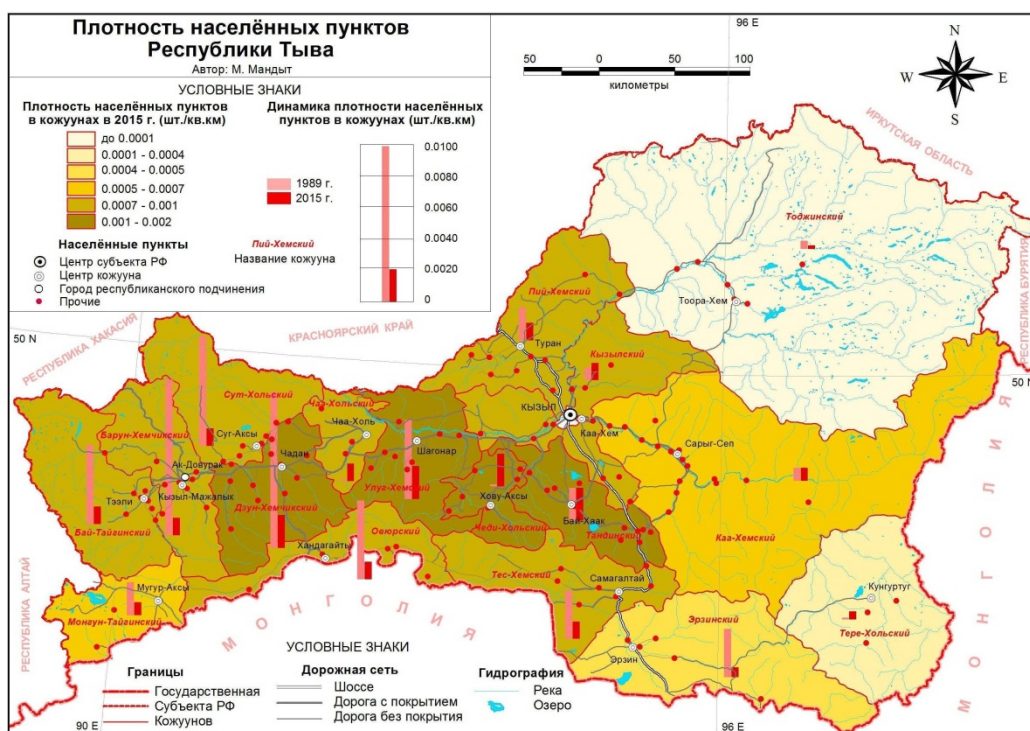 Плотность населённых пунктов
Республики Тыва
Автор: М. Мандыт
УСЛОВНЫЕ ЗНАКИ
Плотность населённых пунктов
в кожуунах в 2015 г. (шт./кв.км)
до 0.0001
0.0001 - 0.0004
0.0004 - 0.0005
0.0005 - 0.0007
0.0007 - 0.001
0.001 - 0.002
Населённые пункты
Центр субъекта РФ
Центр кожууна
Город республиканского подчинения
Прочие
Динамика плотности населённых
пунктов в кожуунах (шт./кв.км)
1989 г.
2015 г.
0.0100
0.0080
0.0060
0.0040
0.0020
0
Пий-Хемский
Название кожууна
50 0 50 100
километры
96 E
N
W
E
S
ИРКУТСКАЯ ОБЛАСТЬ
РЕСПУБЛИКА БУРЯТИЯ
Тоджинский
Тоора-Хем
Пий-Хемский
КРАСНОЯРСКИЙ КРАЙ
РЕСПУБЛИКА ХАКАСИЯ
50 N
50 N
Туран
Кызылский
Сут-Хольский
Чаа-Хольский
КЫЗЫЛ
Каа-Хем
Барун-Хемчикский
Суг-Аксы
Чаа-Холь
Шагонар
Сарыг-Сеп
Ак-Довурак
Чадан
Кызыл-Мажалык
Тээли
Улуг-Хемский
Хову-Аксы
Бай-Хаак
Бай-Тайгинский
Дзун-Хемчикский
Чеди-Хольский
Тандинский
Каа-Хемский
Овюрский
Хандагайты
Тес-Хемский
Самагалтай
Мугур-Аксы
Монгун-Тайгинский
Эрзинский
Эрзин
Кунгуртуг
Тере-Хольский
РЕСПУБЛИКА АЛТАЙ
МОНГОЛИЯ
МОНГОЛИЯ
УСЛОВНЫЕ ЗНАКИ
Границы
Государственная
Субъекта РФ
Кожуунов
Дорожная сеть
Шоссе
Дорога с покрытием
Дорога без покрытия
Гидрография
Река
Озеро
90 E
96 E